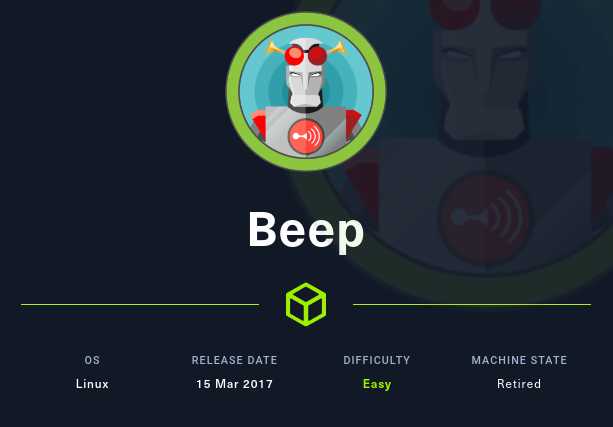 Beep
OS RELEASE DATE DIFFICULTY MACHINE STATE
Linux 15 Mar 2017 Easy Retired